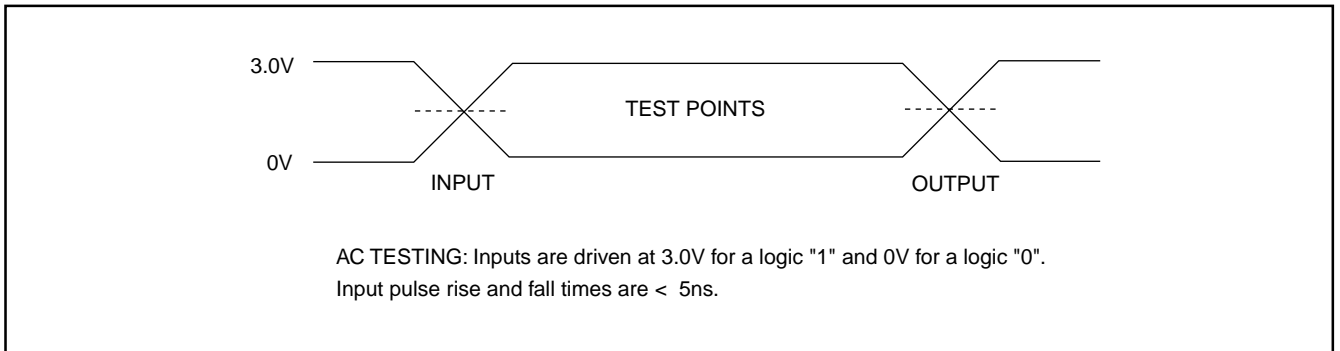 3.0V
TEST POINTS
0V
INPUT
OUTPUT
AC TESTING: Inputs are driven at 3.0V for a logic "1" and 0V for a logic "0".
Input pulse rise and fall times are < 5ns.